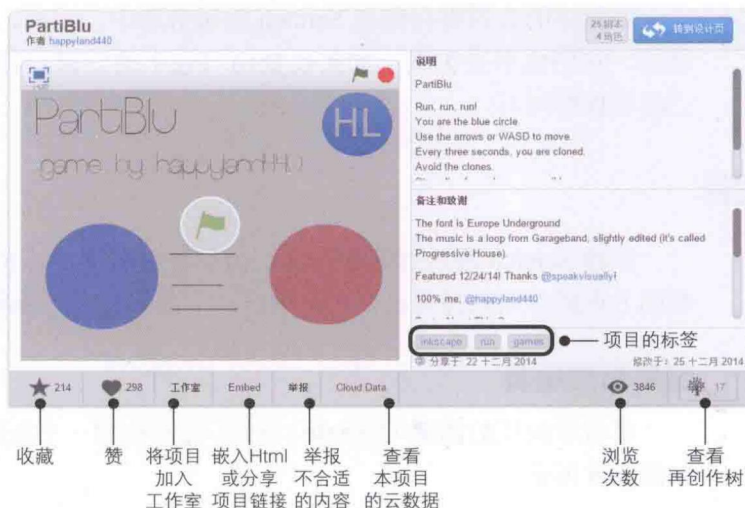 PartiBlu
作者 happyland440
25 脚本
4 角色
转到设计页
PartiBlu
game by happyland440
HL
说明
PartiBlu
Run, run, run!
You are the blue circle.
Use the arrows or WASD to move.
Every three seconds, you are cloned.
Avoid the clones.
备注和致谢
The font is Europe Underground
The music is a loop from Garageband, slightly edited (it's called
Progressive House).
Featured 12/24/14! Thanks @speakvisually!
100% me, @happyland440
inkscape run games
项目的标签
分享于: 22 十二月 2014 修改于: 25 十二月 2014
214 298 工作室 Embed 举报 Cloud Data 3846 17
收藏 赞 将项目 嵌入Html 举报 查看 浏览 查看
加入 或分享 不合适 本项目 次数 再创作树
工作室 项目链接 的内容 的云数据